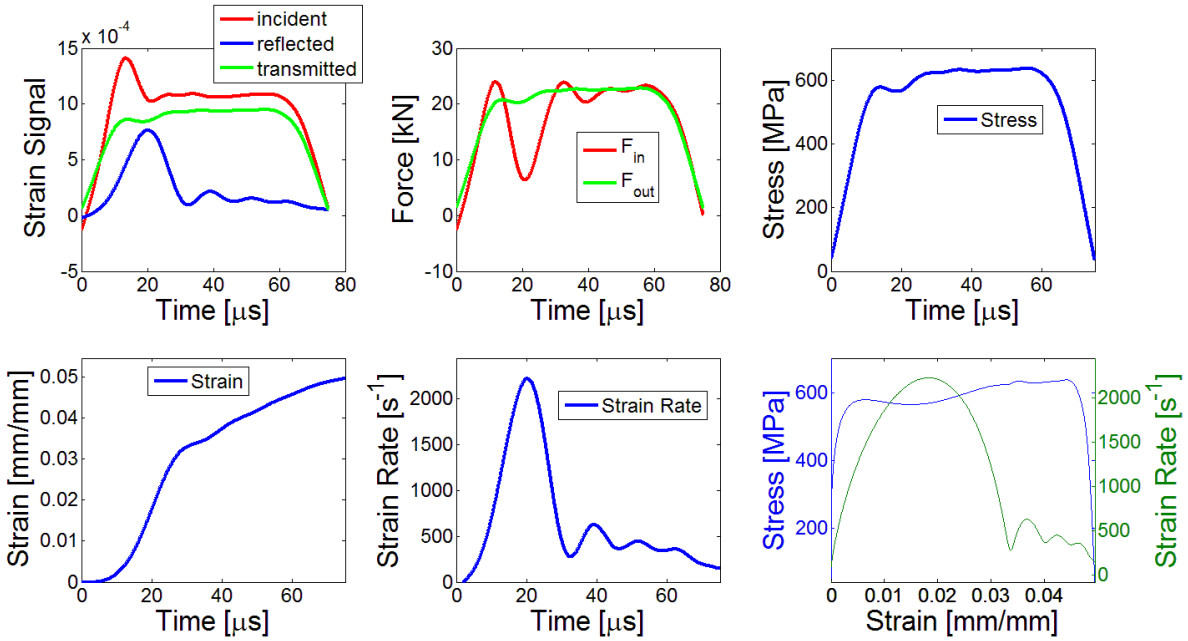 x 10⁻⁴
incident
reflected
transmitted
15
10
5
0
-5
0 20 40 60 80
Strain Signal
Time [μs]
30
20
10
0
-10
0 20 40 60 80
Force [kN]
F_in
F_out
Time [μs]
600
400
200
0
0 20 40 60
Stress [MPa]
Stress
Time [μs]
0.05
0.04
0.03
0.02
0.01
0
0 20 40 60
Strain [mm/mm]
Strain
Time [μs]
2000
1500
1000
500
0
0 20 40 60
Strain Rate [s⁻¹]
Strain Rate
Time [μs]
600
400
200
Stress [MPa]
2000
1500
1000
500
0
Strain Rate [s⁻¹]
0 0.01 0.02 0.03 0.04
Strain [mm/mm]